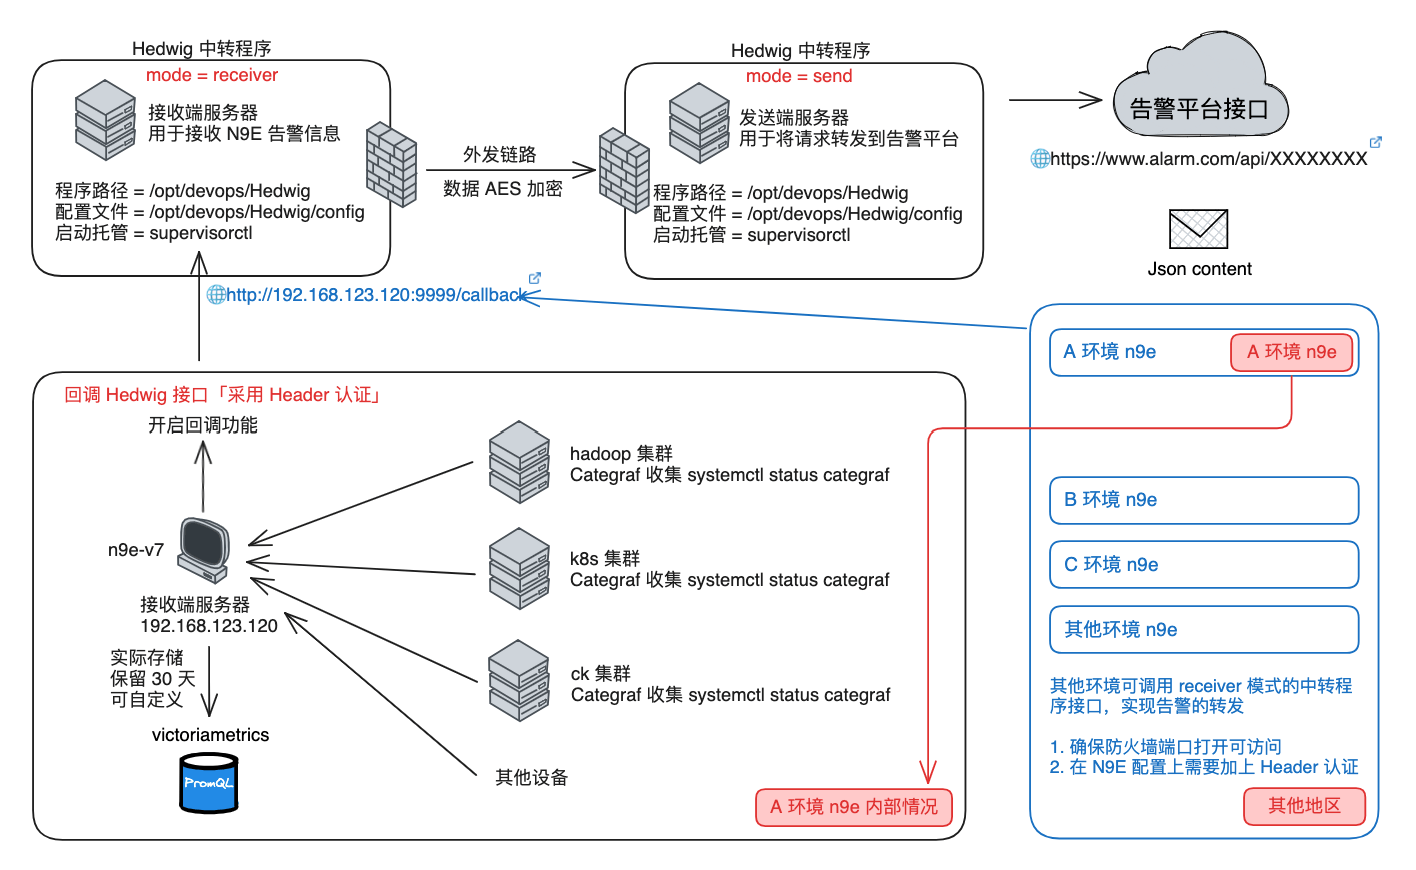 Hedwig 中转程序
mode = receiver
接收端服务器
用于接收 N9E 告警信息
程序路径 = /opt/devops/Hedwig
配置文件 = /opt/devops/Hedwig/config
启动托管 = supervisorctl
外发链路
数据 AES 加密
Hedwig 中转程序
mode = send
发送端服务器
用于将请求转发到告警平台
程序路径 = /opt/devops/Hedwig
配置文件 = /opt/devops/Hedwig/config
启动托管 = supervisorctl
告警平台接口
https://www.alarm.com/api/XXXXXXXX
Json content
http://192.168.123.120:9999/callback
回调 Hedwig 接口「采用 Header 认证」
开启回调功能
n9e-v7
接收端服务器
192.168.123.120
实际存储
保留 30 天
可自定义
victoriametrics
PromQL
hadoop 集群
Categraf 收集 systemctl status categraf
k8s 集群
Categraf 收集 systemctl status categraf
ck 集群
Categraf 收集 systemctl status categraf
其他设备
A 环境 n9e 内部情况
A 环境 n9e
A 环境 n9e
B 环境 n9e
C 环境 n9e
其他环境 n9e
其他环境可调用 receiver 模式的中转程
序接口，实现告警的转发
1. 确保防火墙端口打开可访问
2. 在 N9E 配置上需要加上 Header 认证
其他地区